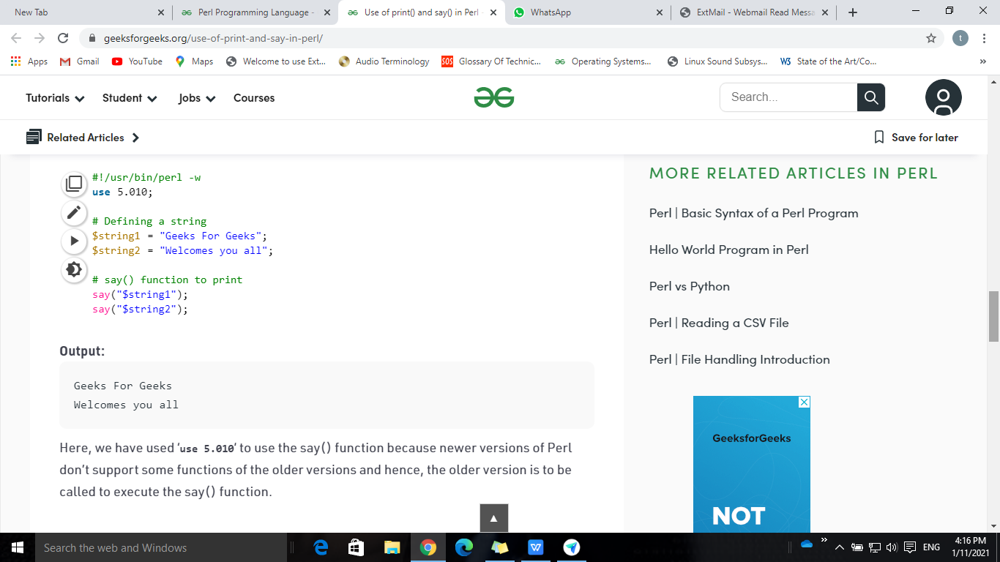 New Tab
Perl Programming Language -
Use of print() and say() in Perl
WhatsApp
ExtMail - Webmail Read Messa
geeksforgeeks.org/use-of-print-and-say-in-perl/
t
Apps
Gmail
YouTube
Maps
Welcome to use Ext...
Audio Terminology
SOS
Glossary Of Technic...
Operating Systems...
Linux Sound Subsys...
W3
State of the Art/Co...
Tutorials
Student
Jobs
Courses
Search...
Related Articles
Save for later
#!/usr/bin/perl -w
use 5.010;
# Defining a string
$string1 = "Geeks For Geeks";
$string2 = "Welcomes you all";
# say() function to print
say("$string1");
say("$string2");
Output:
Geeks For Geeks
Welcomes you all
Here, we have used ‘use 5.010‘ to use the say() function because newer versions of Perl
don’t support some functions of the older versions and hence, the older version is to be
called to execute the say() function.
MORE RELATED ARTICLES IN PERL
Perl | Basic Syntax of a Perl Program
Hello World Program in Perl
Perl vs Python
Perl | Reading a CSV File
Perl | File Handling Introduction
GeeksforGeeks
NOT
Search the web and Windows
ENG
4:16 PM
1/11/2021